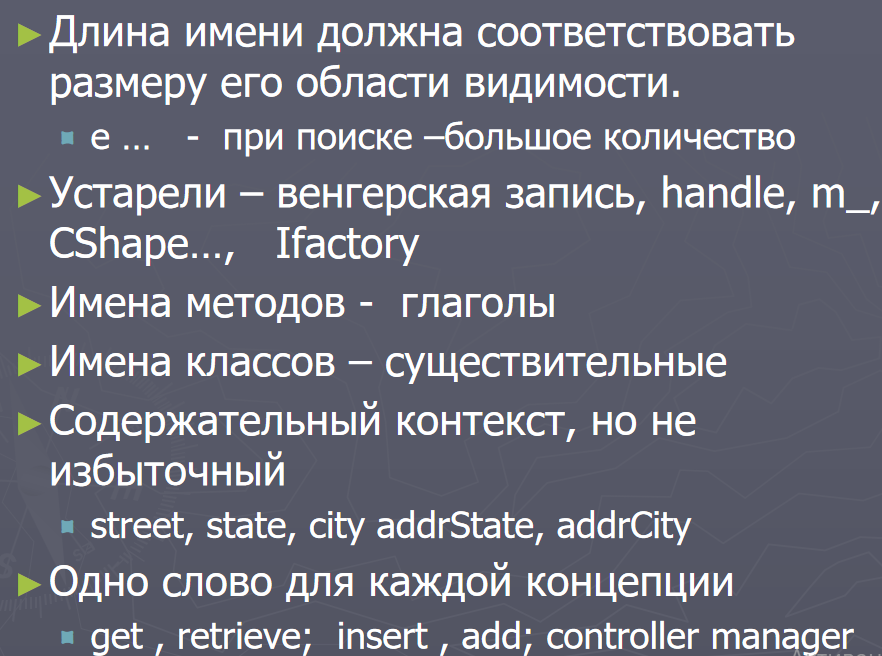 Длина имени должна соответствовать
размеру его области видимости.
e ... - при поиске –большое количество
Устарели – венгерская запись, handle, m_,
CShape..., Ifactory
Имена методов - глаголы
Имена классов – существительные
Содержательный контекст, но не
избыточный
street, state, city addrState, addrCity
Одно слово для каждой концепции
get , retrieve; insert , add; controller manager